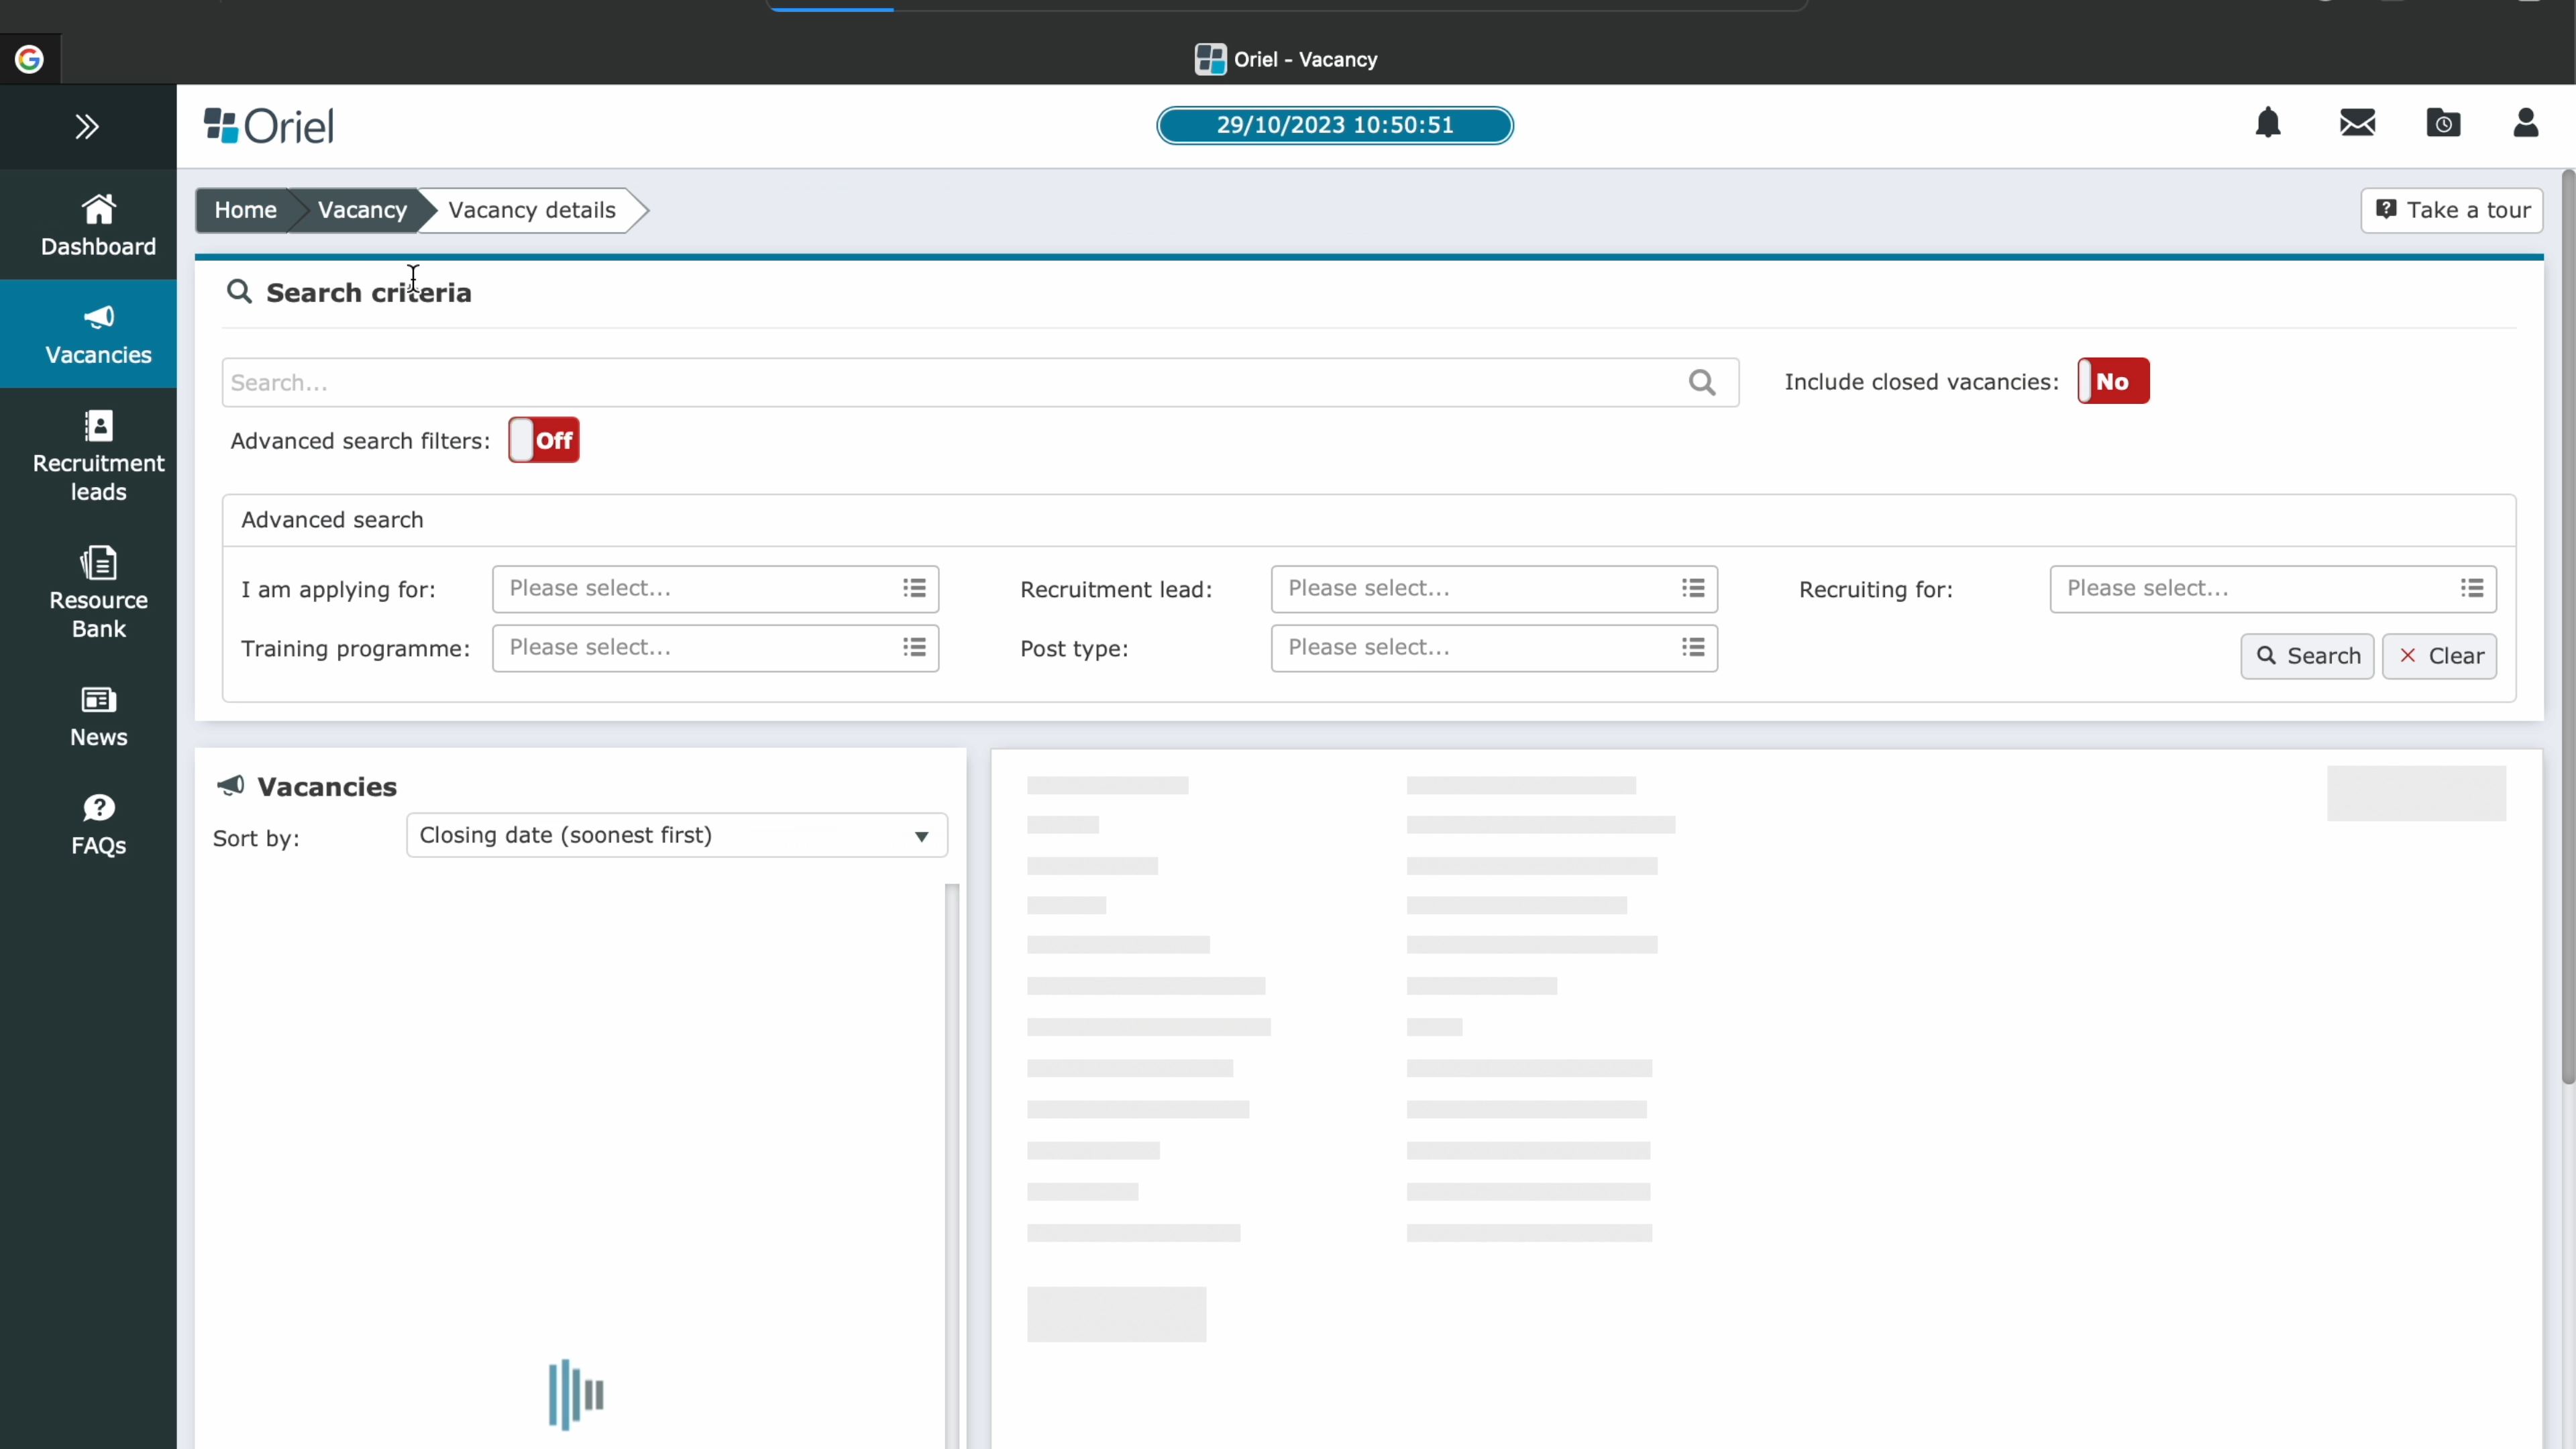 Oriel - Vacancy
Oriel
29/10/2023 10:50:51
Home
Vacancy
Vacancy details
Take a tour
Dashboard
Vacancies
Recruitment
leads
Resource
Bank
News
FAQs
Search criteria
Search...
Include closed vacancies:
No
Advanced search filters:
Off
Advanced search
I am applying for:
Please select...
Recruitment lead:
Please select...
Recruiting for:
Please select...
Training programme:
Please select...
Post type:
Please select...
Search
Clear
Vacancies
Sort by:
Closing date (soonest first)